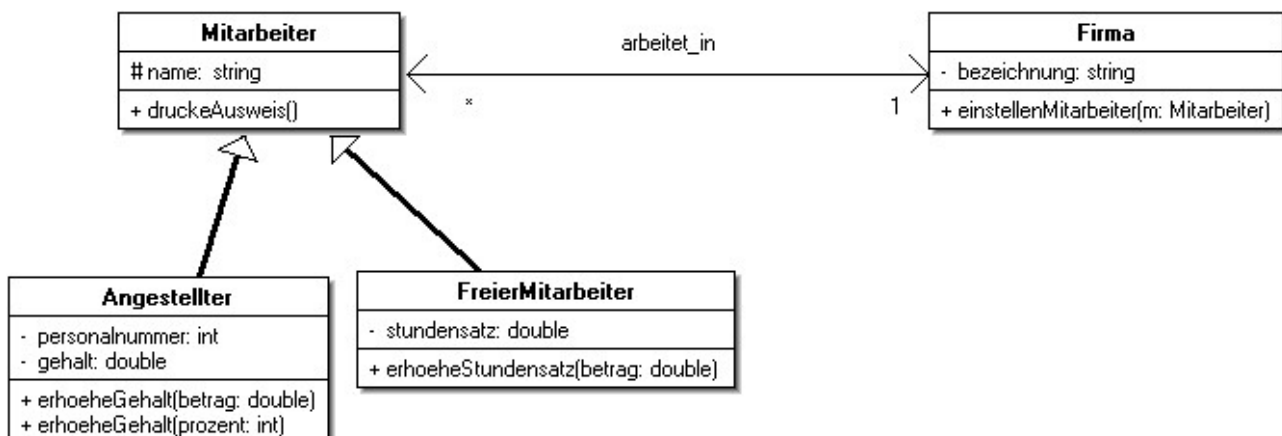 Mitarbeiter
# name: string
+ druckeAusweis()
arbeitet_in
*
1
Firma
- bezeichnung: string
+ einstellenMitarbeiter(m: Mitarbeiter)
Angestellter
- personalnummer: int
- gehalt: double
+ erhoeheGehalt(betrag: double)
+ erhoeheGehalt(prozent: int)
FreierMitarbeiter
- stundensatz: double
+ erhoeheStundensatz(betrag: double)